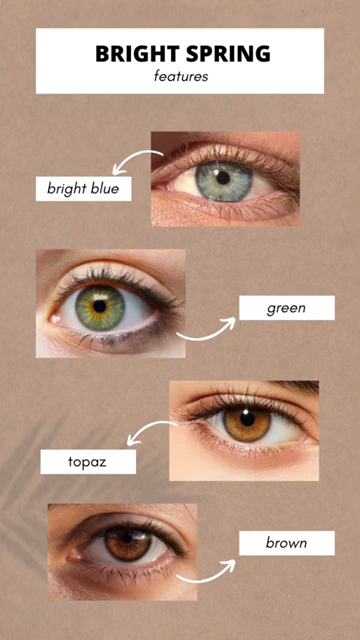 BRIGHT SPRING
features
bright blue
green
topaz
brown